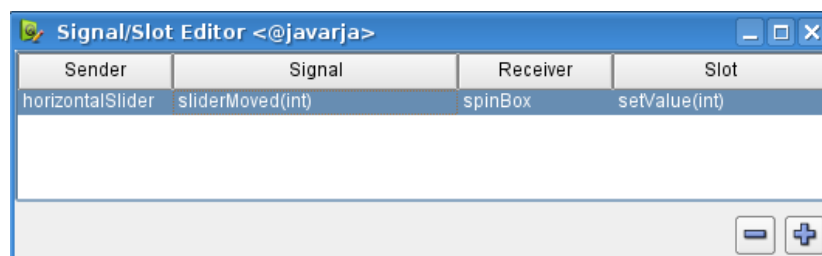 Signal/Slot Editor <@javarja>
Sender Signal Receiver Slot
horizontalSlider sliderMoved(int) spinBox setValue(int)